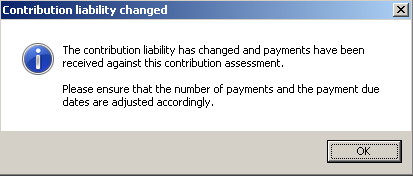 Contribution liability changed
The contribution liability has changed and payments have been
received against this contribution assessment.
Please ensure that the number of payments and the payment due
dates are adjusted accordingly.
OK